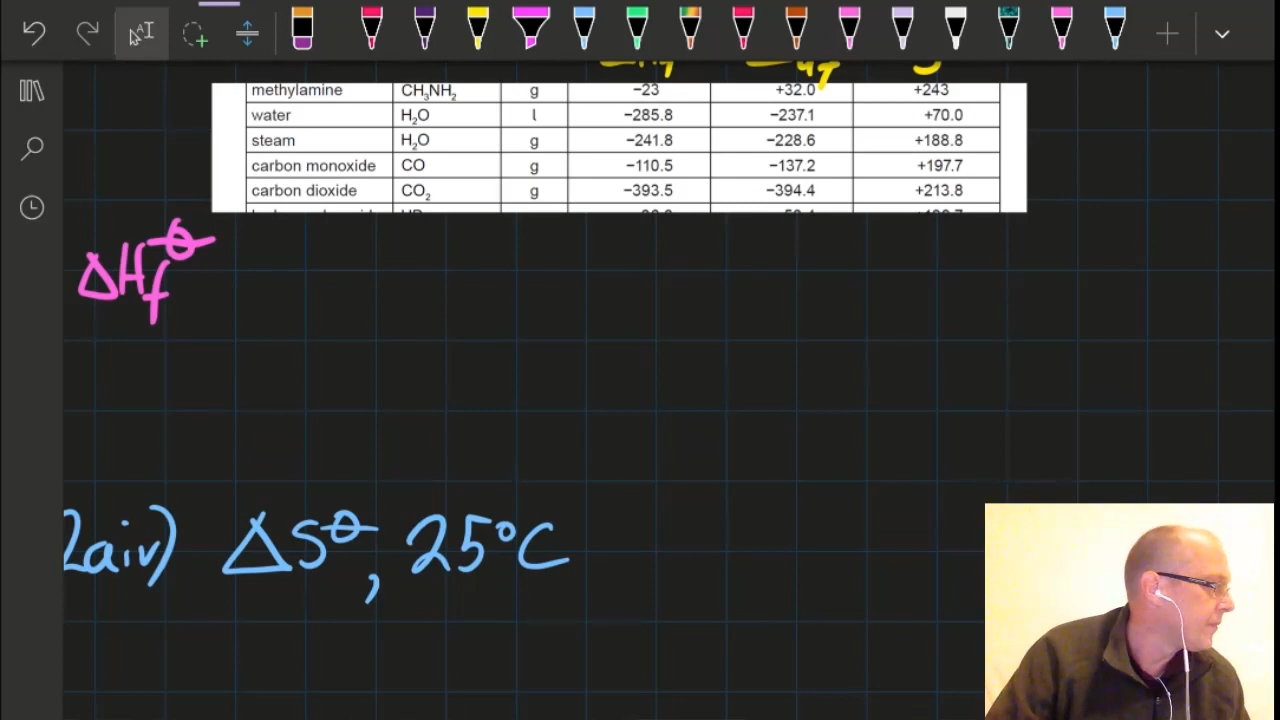 methylamine CH₃NH₂ g −23 +32.0 +243
water H₂O l −285.8 −237.1 +70.0
steam H₂O g −241.8 −228.6 +188.8
carbon monoxide CO g −110.5 −137.2 +197.7
carbon dioxide CO₂ g −393.5 −394.4 +213.8
ΔHf⦵
2aiv) ΔS⦵, 25°C